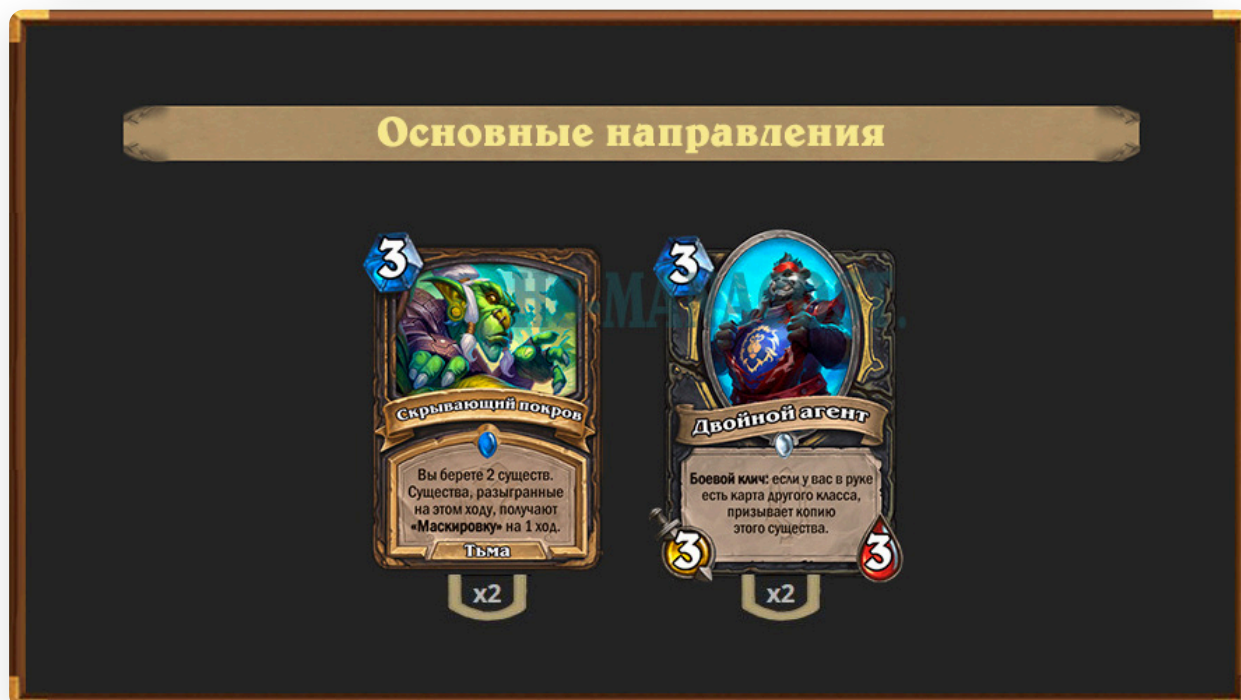 Основные направления
3
Скрывающий покров
Вы берете 2 существ.
Существа, разыгранные
на этом ходу, получают
«Маскировку» на 1 ход.
Тьма
x2
3
Двойной агент
Боевой клич: если у вас в руке
есть карта другого класса,
призывает копию
этого существа.
3
3
x2